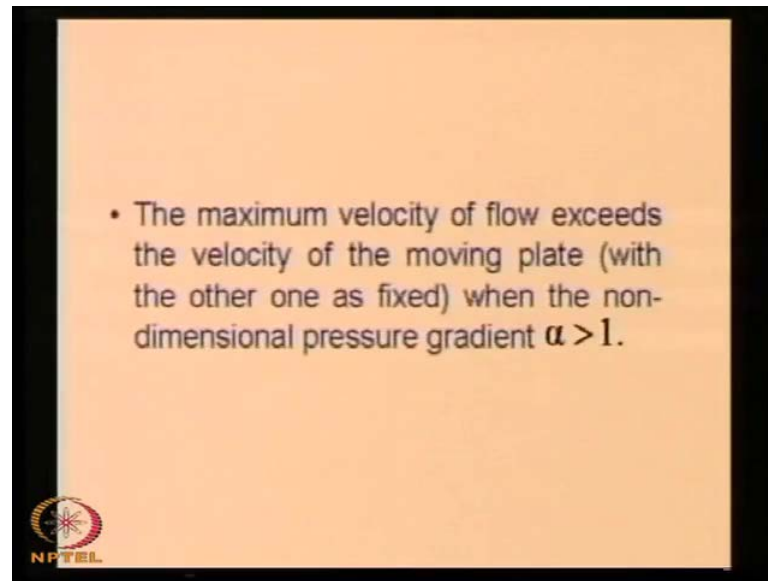 • The maximum velocity of flow exceeds
the velocity of the moving plate (with
the other one as fixed) when the non-
dimensional pressure gradient α > 1.
NPTEL